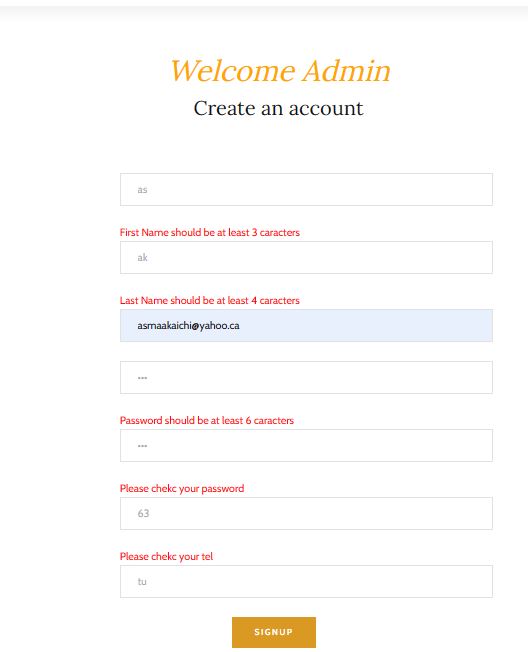 Welcome Admin
Create an account
as
First Name should be at least 3 caracters
ak
Last Name should be at least 4 caracters
asmaakaichi@yahoo.ca
---
Password should be at least 6 caracters
---
Please chekc your password
63
Please chekc your tel
tu
SIGNUP